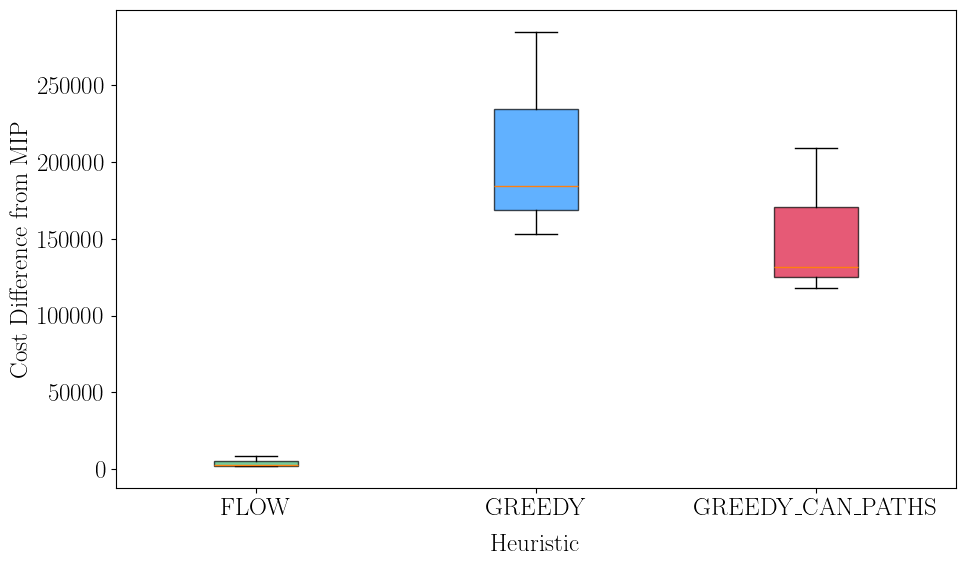 Cost Difference from MIP
250000
200000
150000
100000
50000
0
FLOW
GREEDY
GREEDY_CAN_PATHS
Heuristic